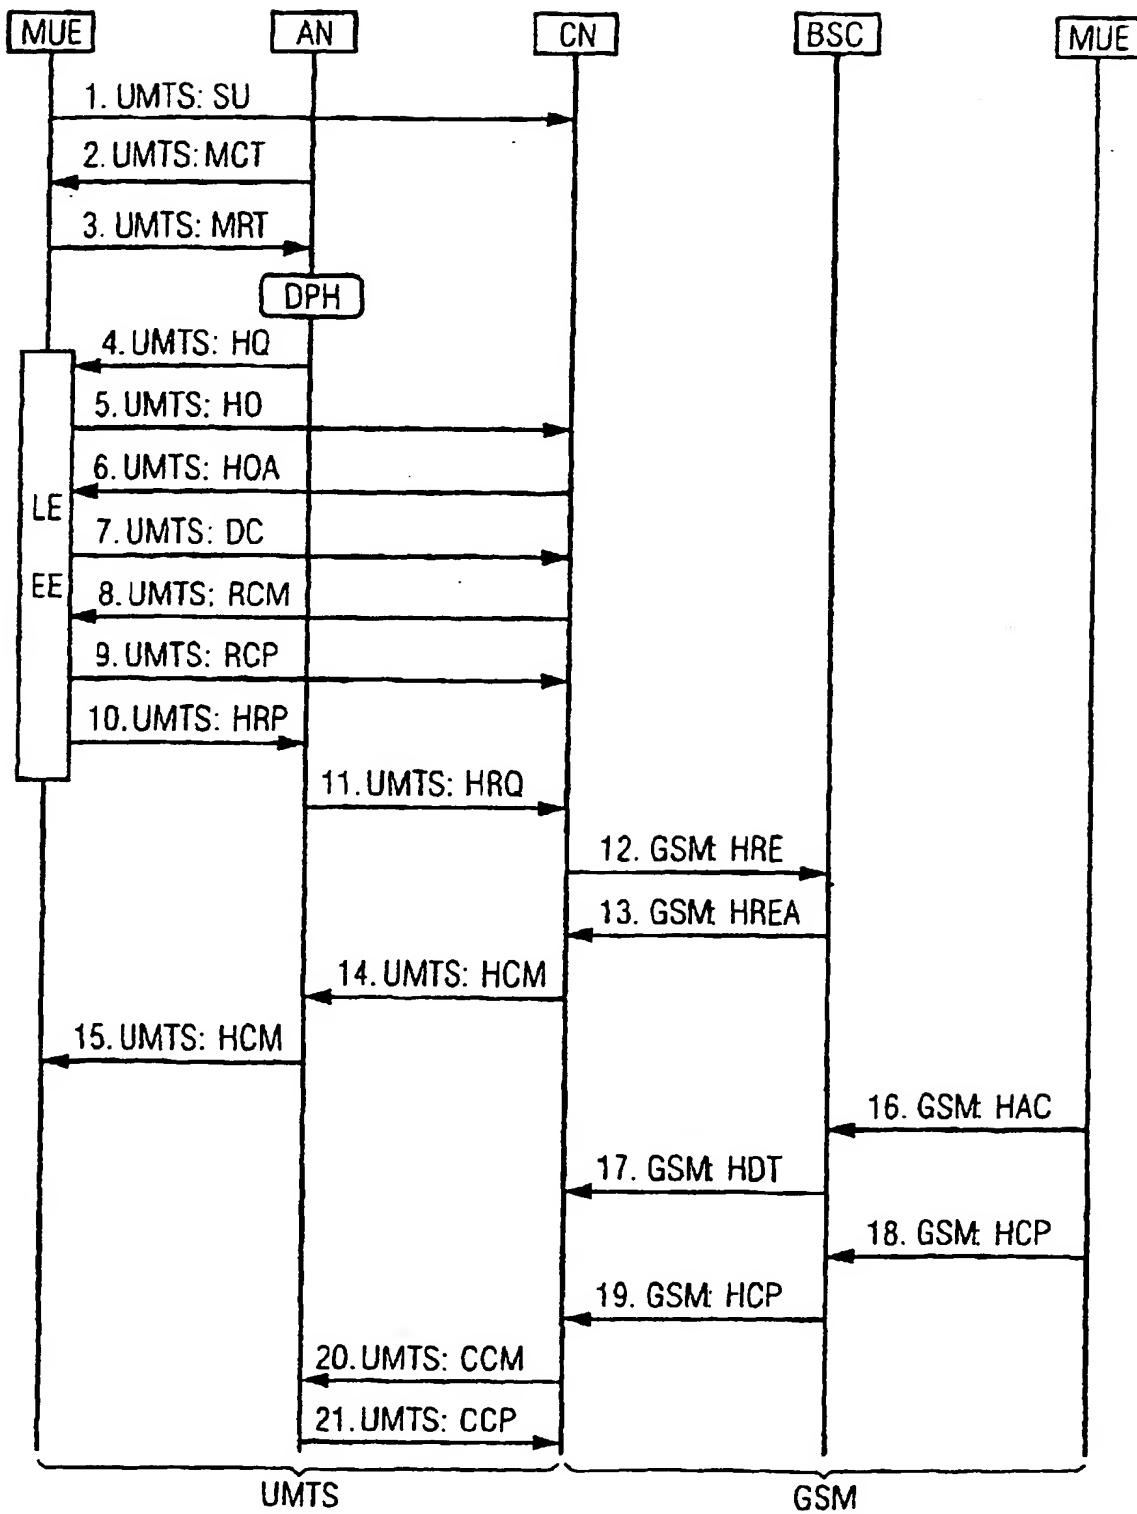 MUE AN CN BSC MUE
1. UMTS: SU
2. UMTS: MCT
3. UMTS: MRT
DPH
4. UMTS: HQ
5. UMTS: HO
6. UMTS: HOA
LE
7. UMTS: DC
EE
8. UMTS: RCM
9. UMTS: RCP
10. UMTS: HRP
11. UMTS: HRQ
12. GSM: HRE
13. GSM: HREA
14. UMTS: HCM
15. UMTS: HCM
16. GSM: HAC
17. GSM: HDT
18. GSM: HCP
19. GSM: HCP
20. UMTS: CCM
21. UMTS: CCP
UMTS GSM